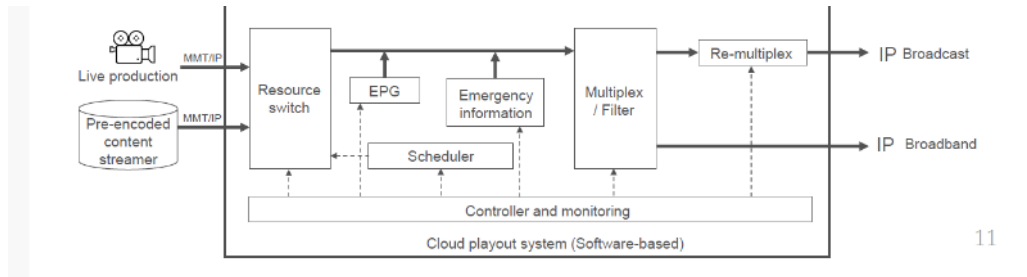 Live production
MMT/IP
Pre-encoded
content
streamer
MMT/IP
Resource
switch
EPG
Emergency
information
Scheduler
Multiplex
/ Filter
Re-multiplex
IP Broadcast
IP Broadband
Controller and monitoring
Cloud playout system (Software-based)
11